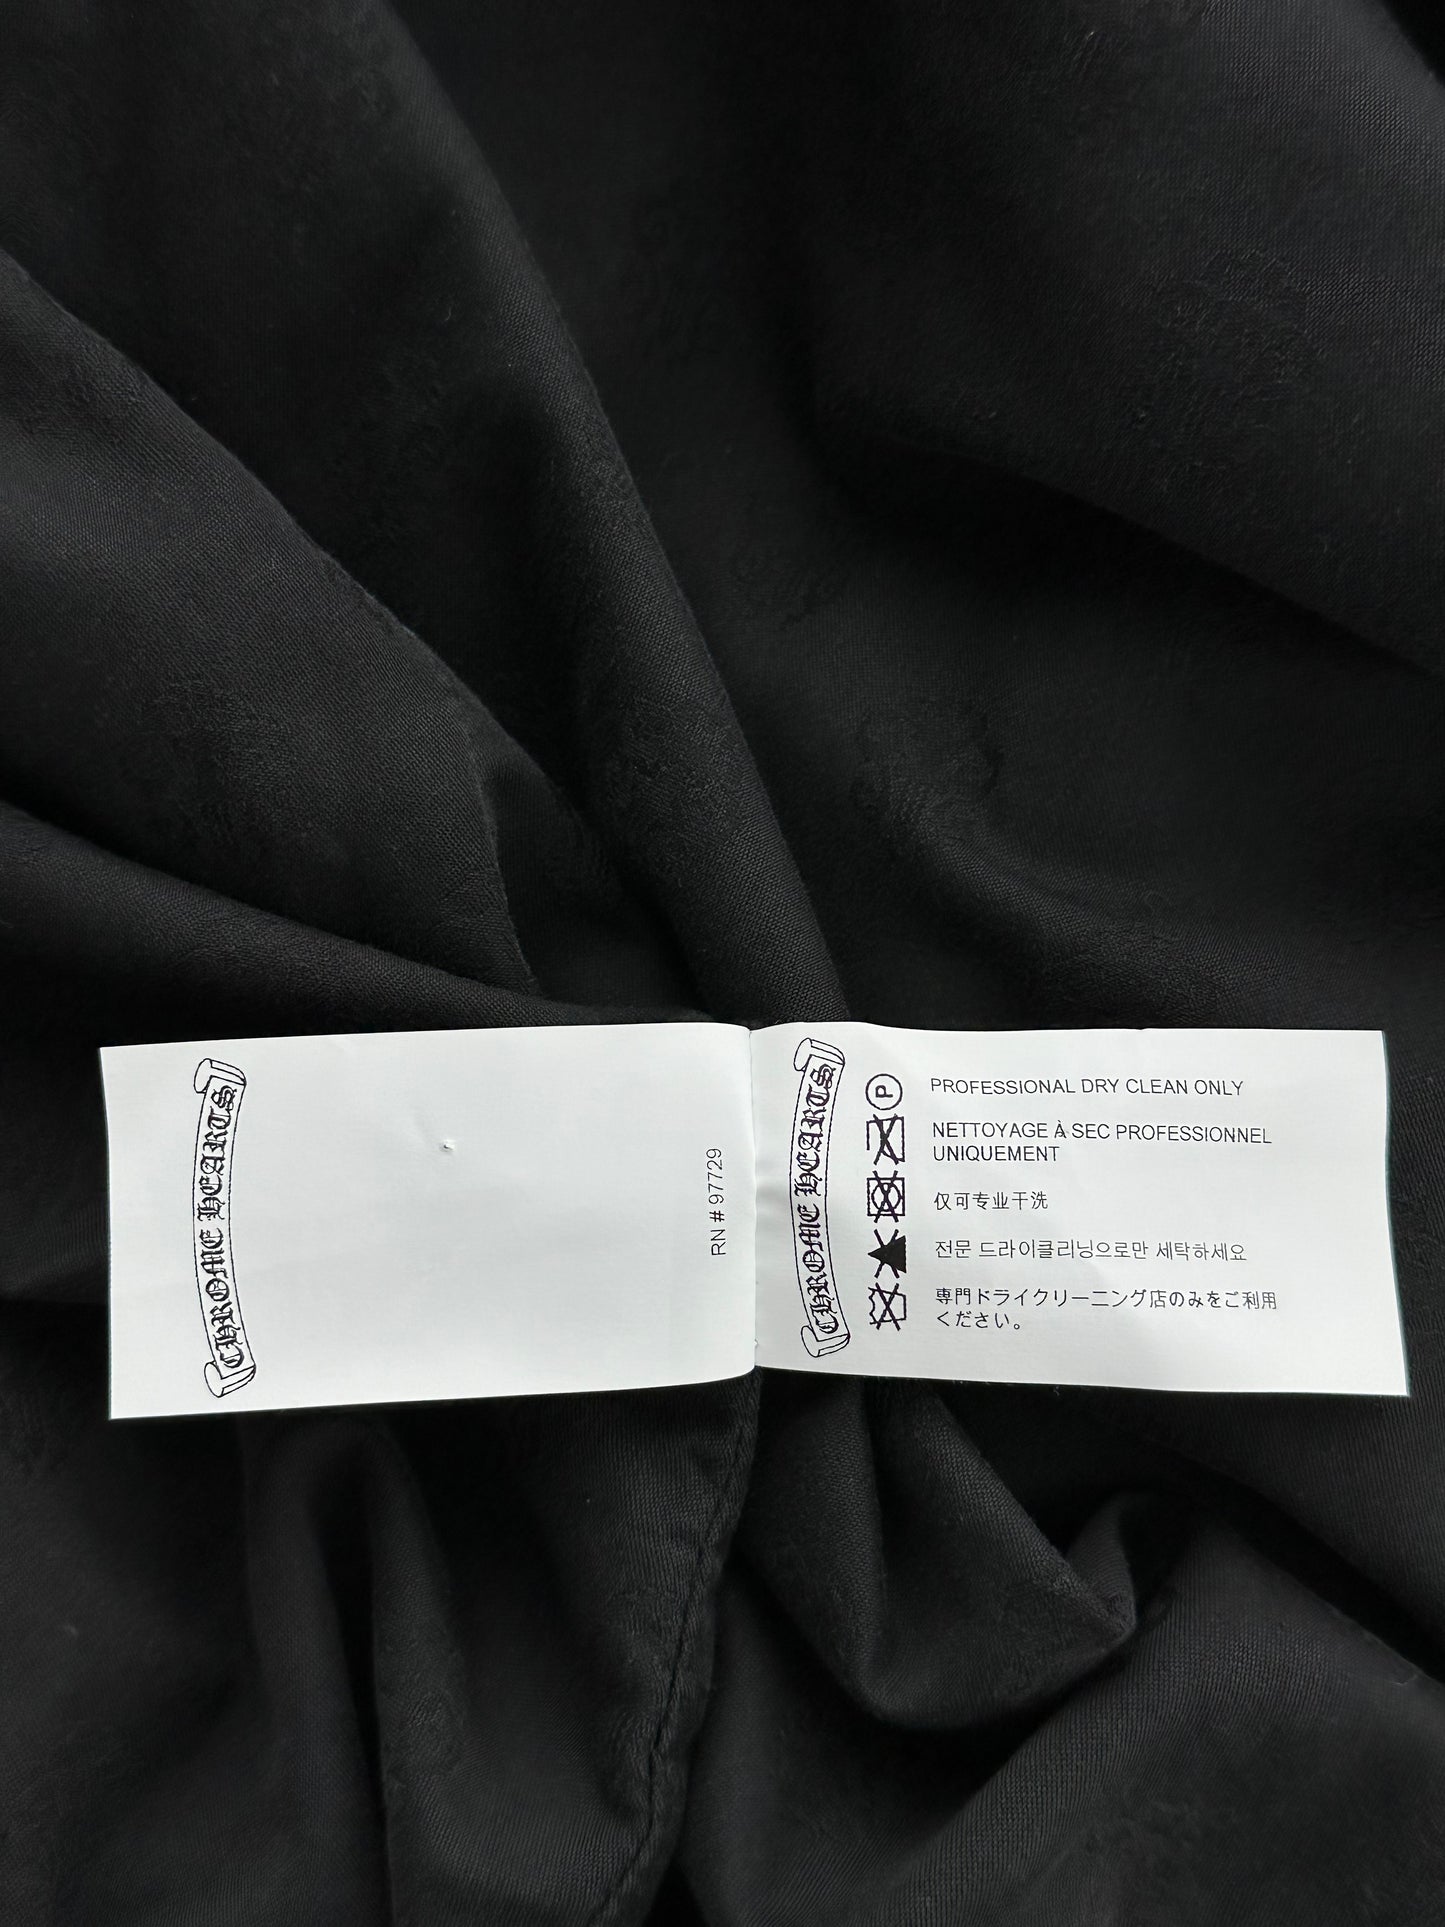 CHROME HEARTS
RN # 97729
CHROME HEARTS
P
PROFESSIONAL DRY CLEAN ONLY
NETTOYAGE À SEC PROFESSIONNEL
UNIQUEMENT
仅可专业干洗
전문 드라이클리닝으로만 세탁하세요
専門ドライクリーニング店のみをご利用
ください。